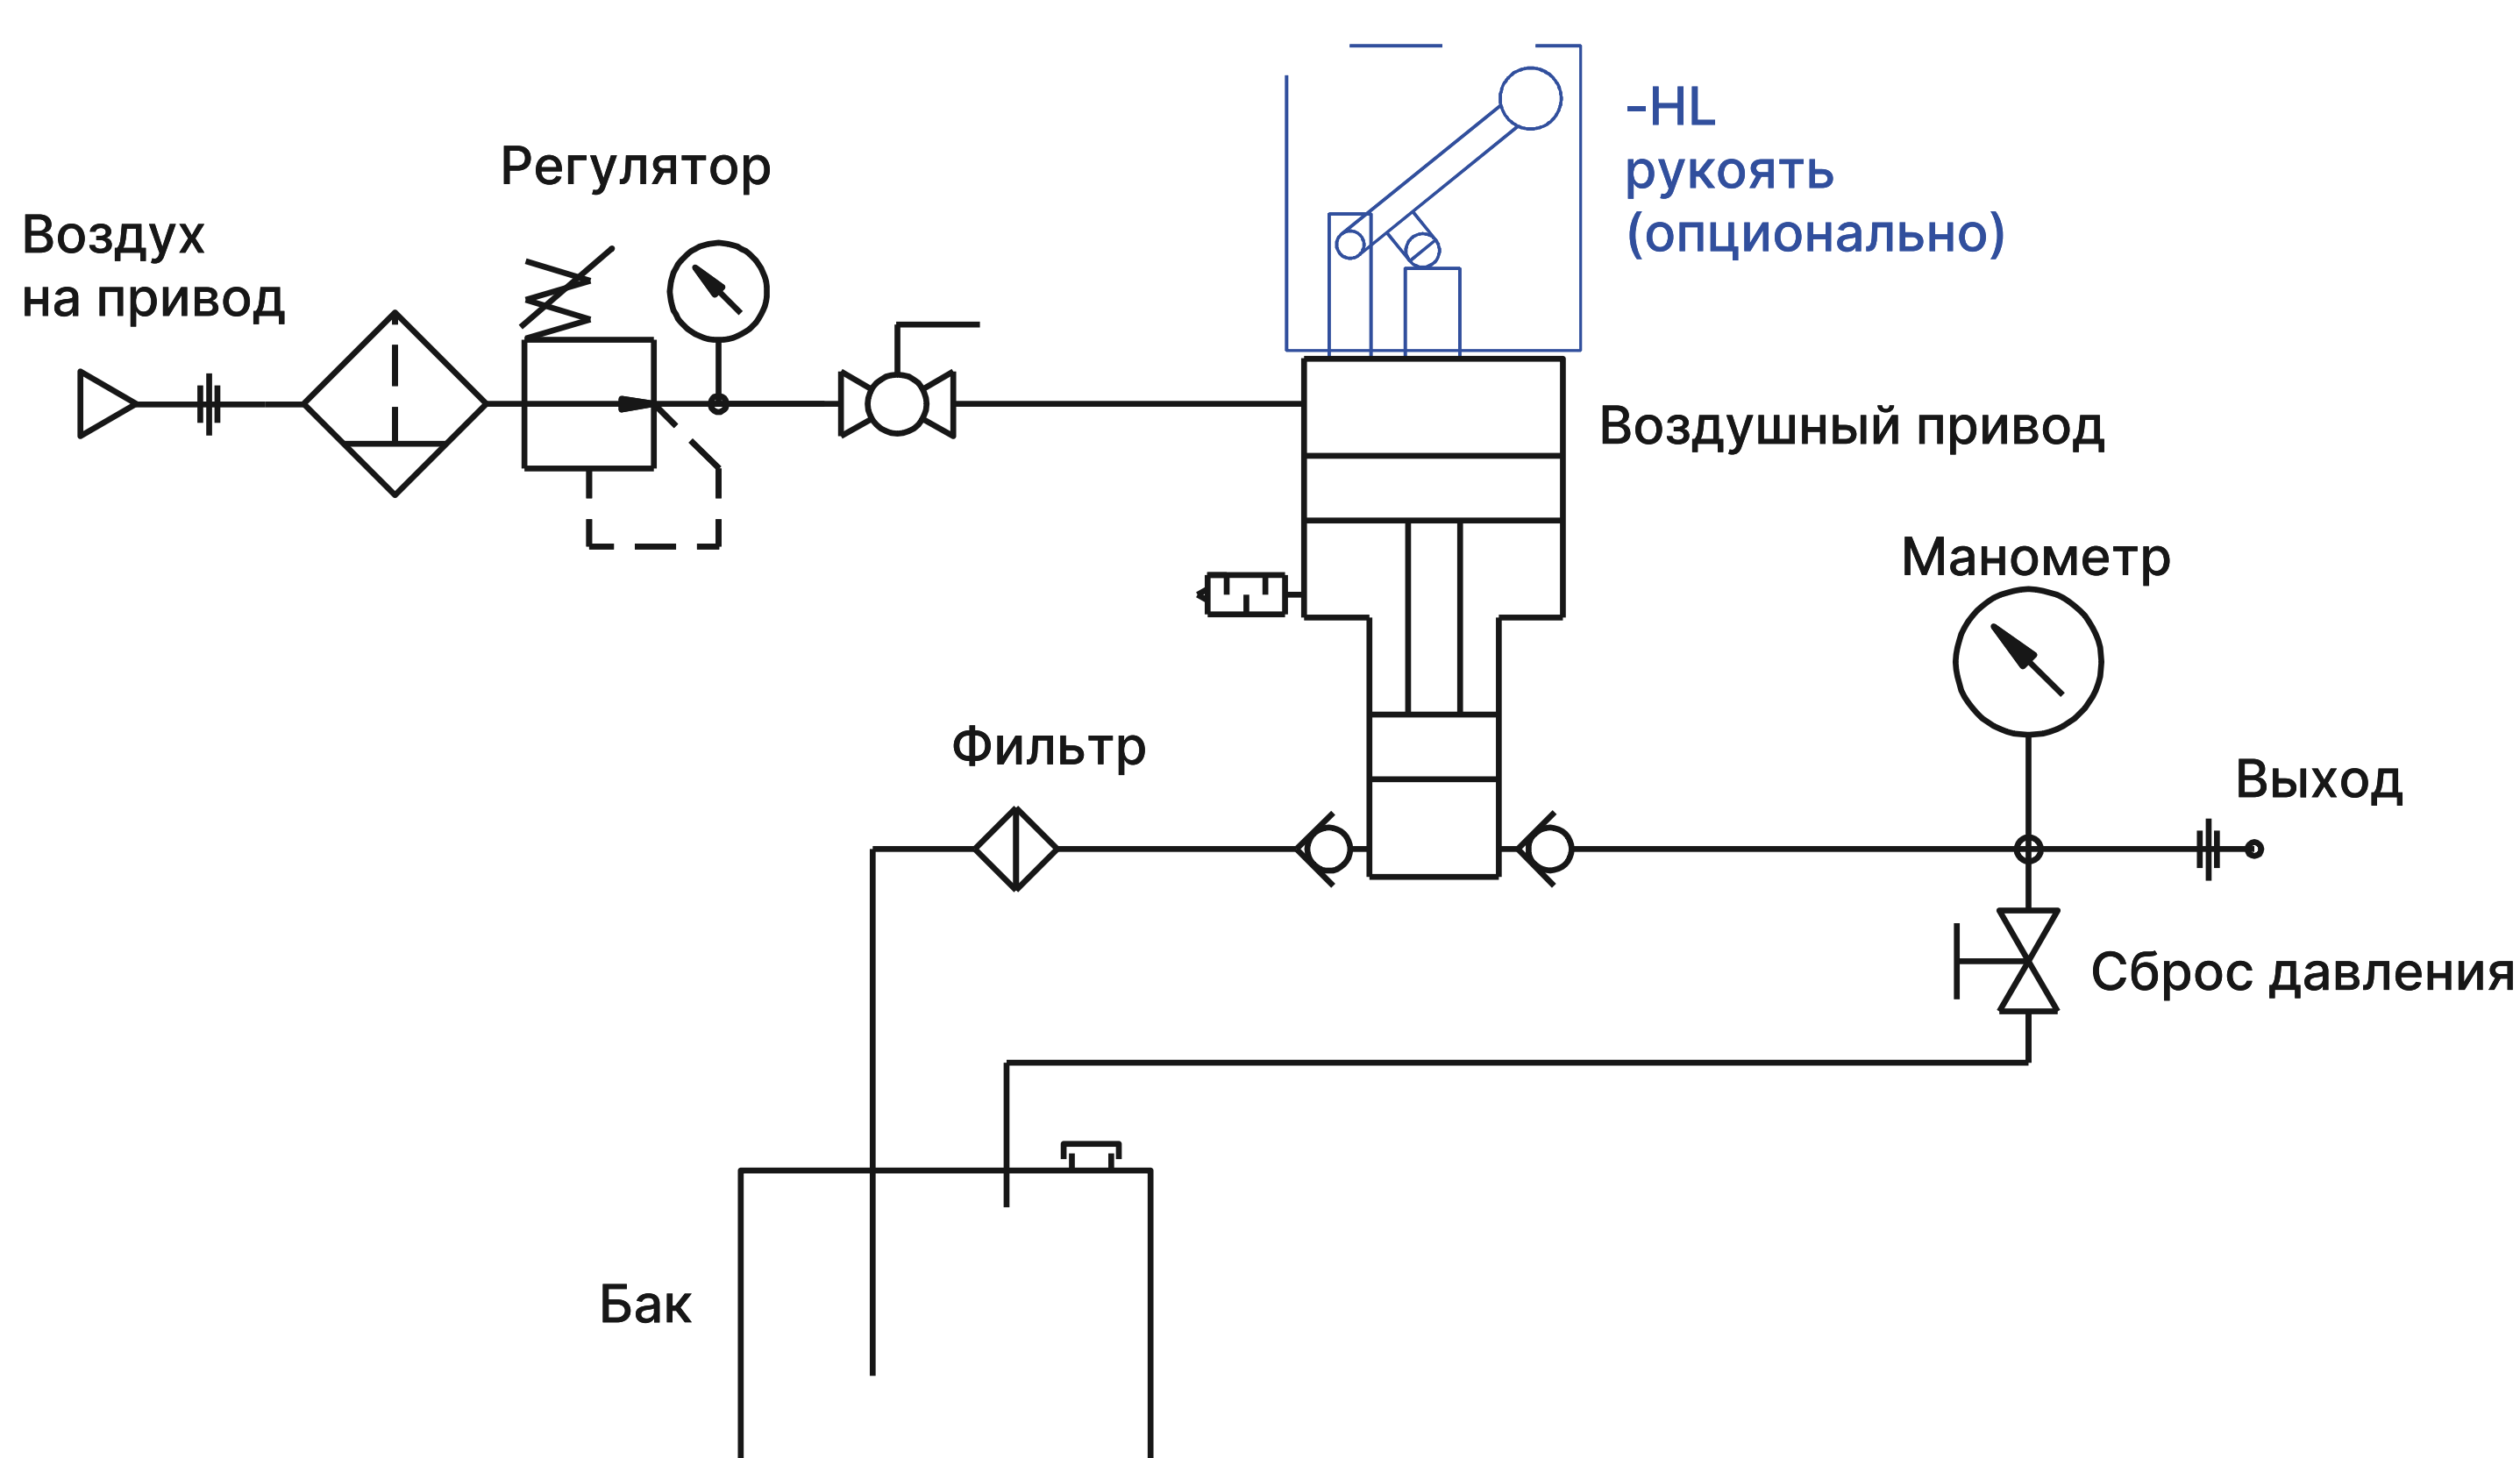 -HL
рукоять
(опционально)
Регулятор
Воздух
на привод
Воздушный привод
Манометр
Фильтр
Выход
Сброс давления
Бак